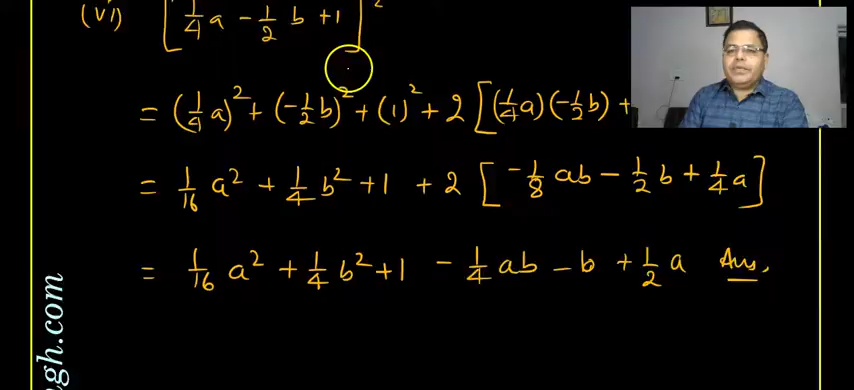 (vi) [1/4 a - 1/2 b + 1]²
= (1/4 a)² + (-1/2 b)² + (1)² + 2 [(1/4 a)(-1/2 b) +
= 1/16 a² + 1/4 b² + 1 + 2 [-1/8 ab - 1/2 b + 1/4 a]
= 1/16 a² + 1/4 b² + 1 - 1/4 ab - b + 1/2 a Ans.
gh.com